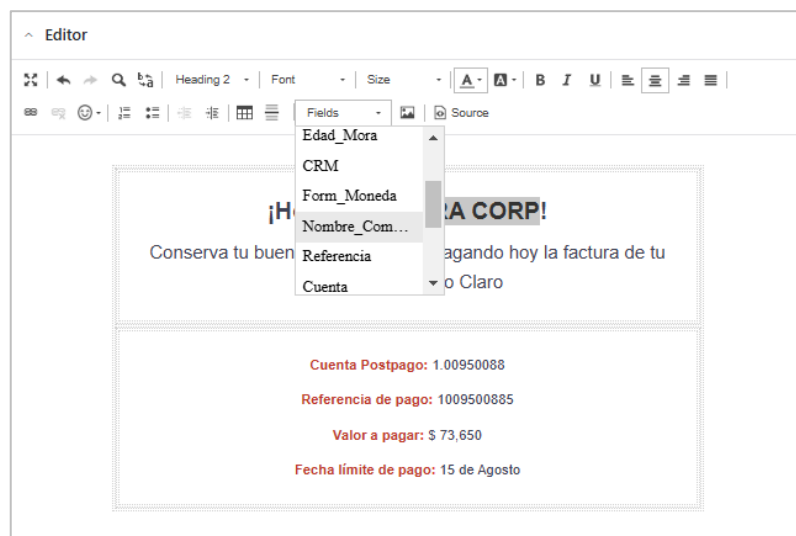 Editor
Heading 2 Font Size A A B I U
Fields Source
Edad_Mora
CRM
Form_Moneda
Nombre_Com...
Referencia
Cuenta
¡H A CORP!
Conserva tu buen agando hoy la factura de tu
o Claro
Cuenta Postpago: 1.00950088
Referencia de pago: 1009500885
Valor a pagar: $ 73,650
Fecha límite de pago: 15 de Agosto